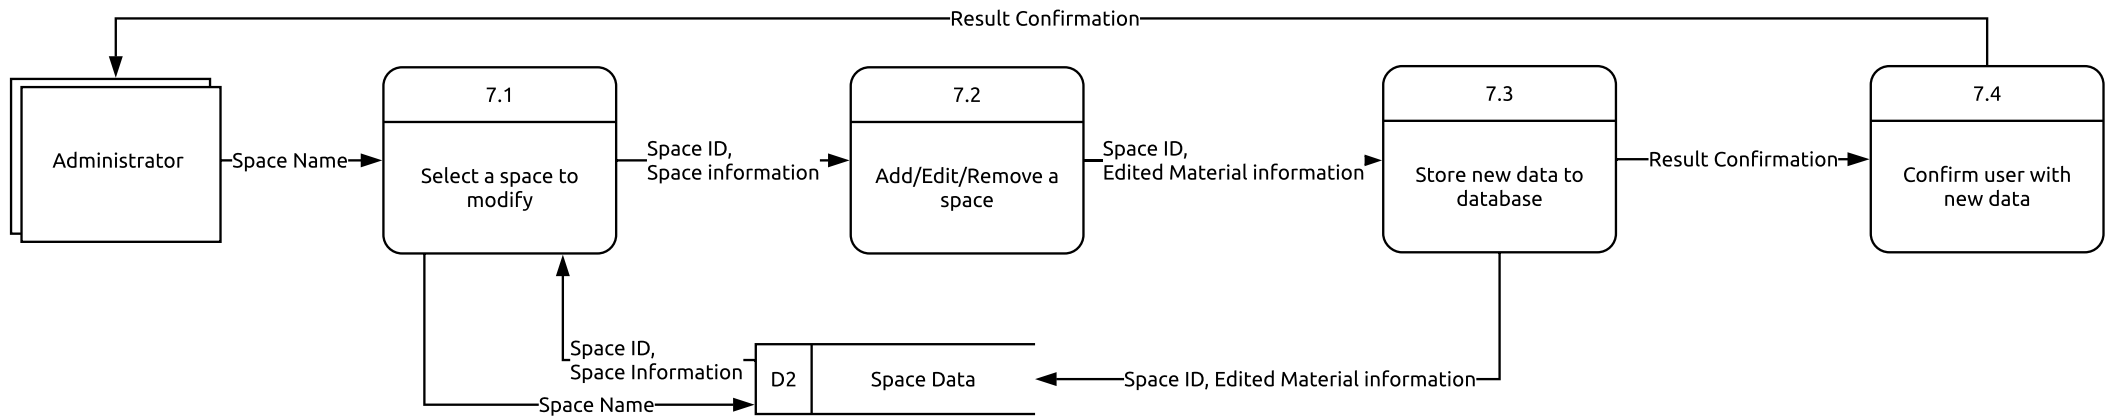 Result Confirmation
7.1
7.2
7.3
7.4
Administrator
Space Name
Select a space to
modify
Space ID,
Space information
Add/Edit/Remove a
space
Space ID,
Edited Material information
Store new data to
database
Result Confirmation
Confirm user with
new data
Space ID,
Space Information
D2
Space Data
Space ID, Edited Material information
Space Name